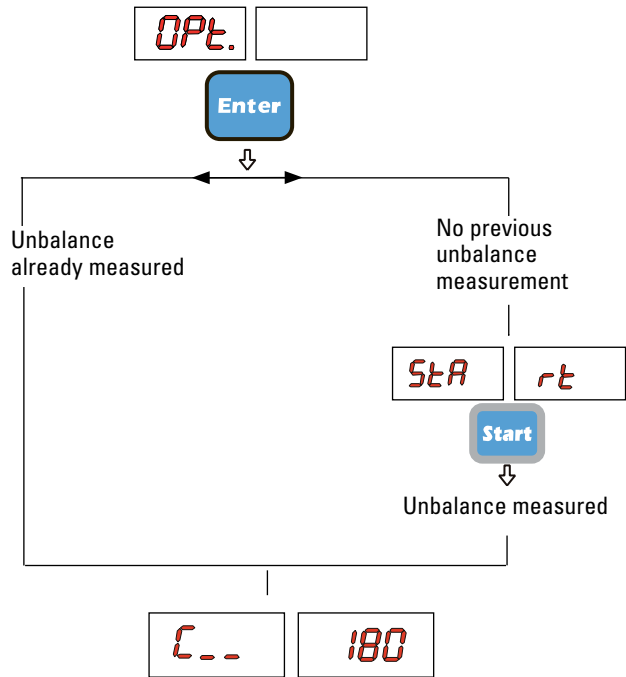 OPt.
Enter
Unbalance
already measured
No previous
unbalance
measurement
StA rt
Start
Unbalance measured
C_ _ 180